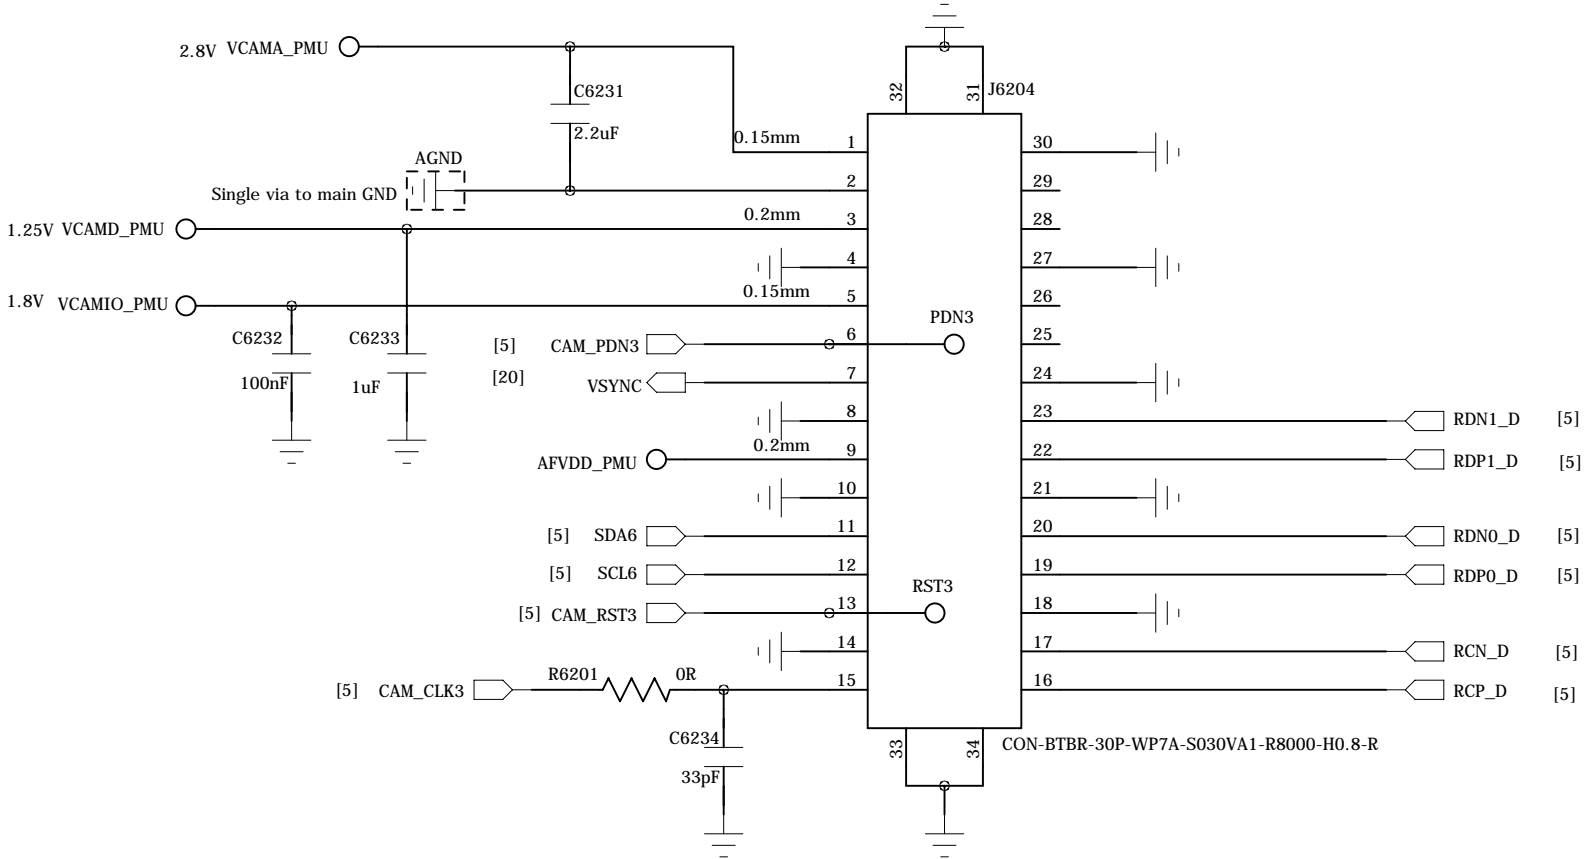 2.8V VCAMA_PMU
32
31
J6204
C6231
2.2uF
0.15mm
1
30
AGND
Single via to main GND
2
29
1.25V VCAMD_PMU
0.2mm
3
28
4
27
1.8V VCAMIO_PMU
0.15mm
5
26
C6232
100nF
C6233
1uF
[5] CAM_PDN3
6
PDN3
25
[20] VSYNC
7
24
8
23
RDN1_D [5]
AFVDD_PMU
0.2mm
9
22
RDP1_D [5]
10
21
[5] SDA6
11
20
RDN0_D [5]
[5] SCL6
12
19
RDP0_D [5]
[5] CAM_RST3
13
RST3
18
14
17
RCN_D [5]
[5] CAM_CLK3
R6201
0R
15
16
RCP_D [5]
C6234
33pF
33
34
CON-BTBR-30P-WP7A-S030VA1-R8000-H0.8-R